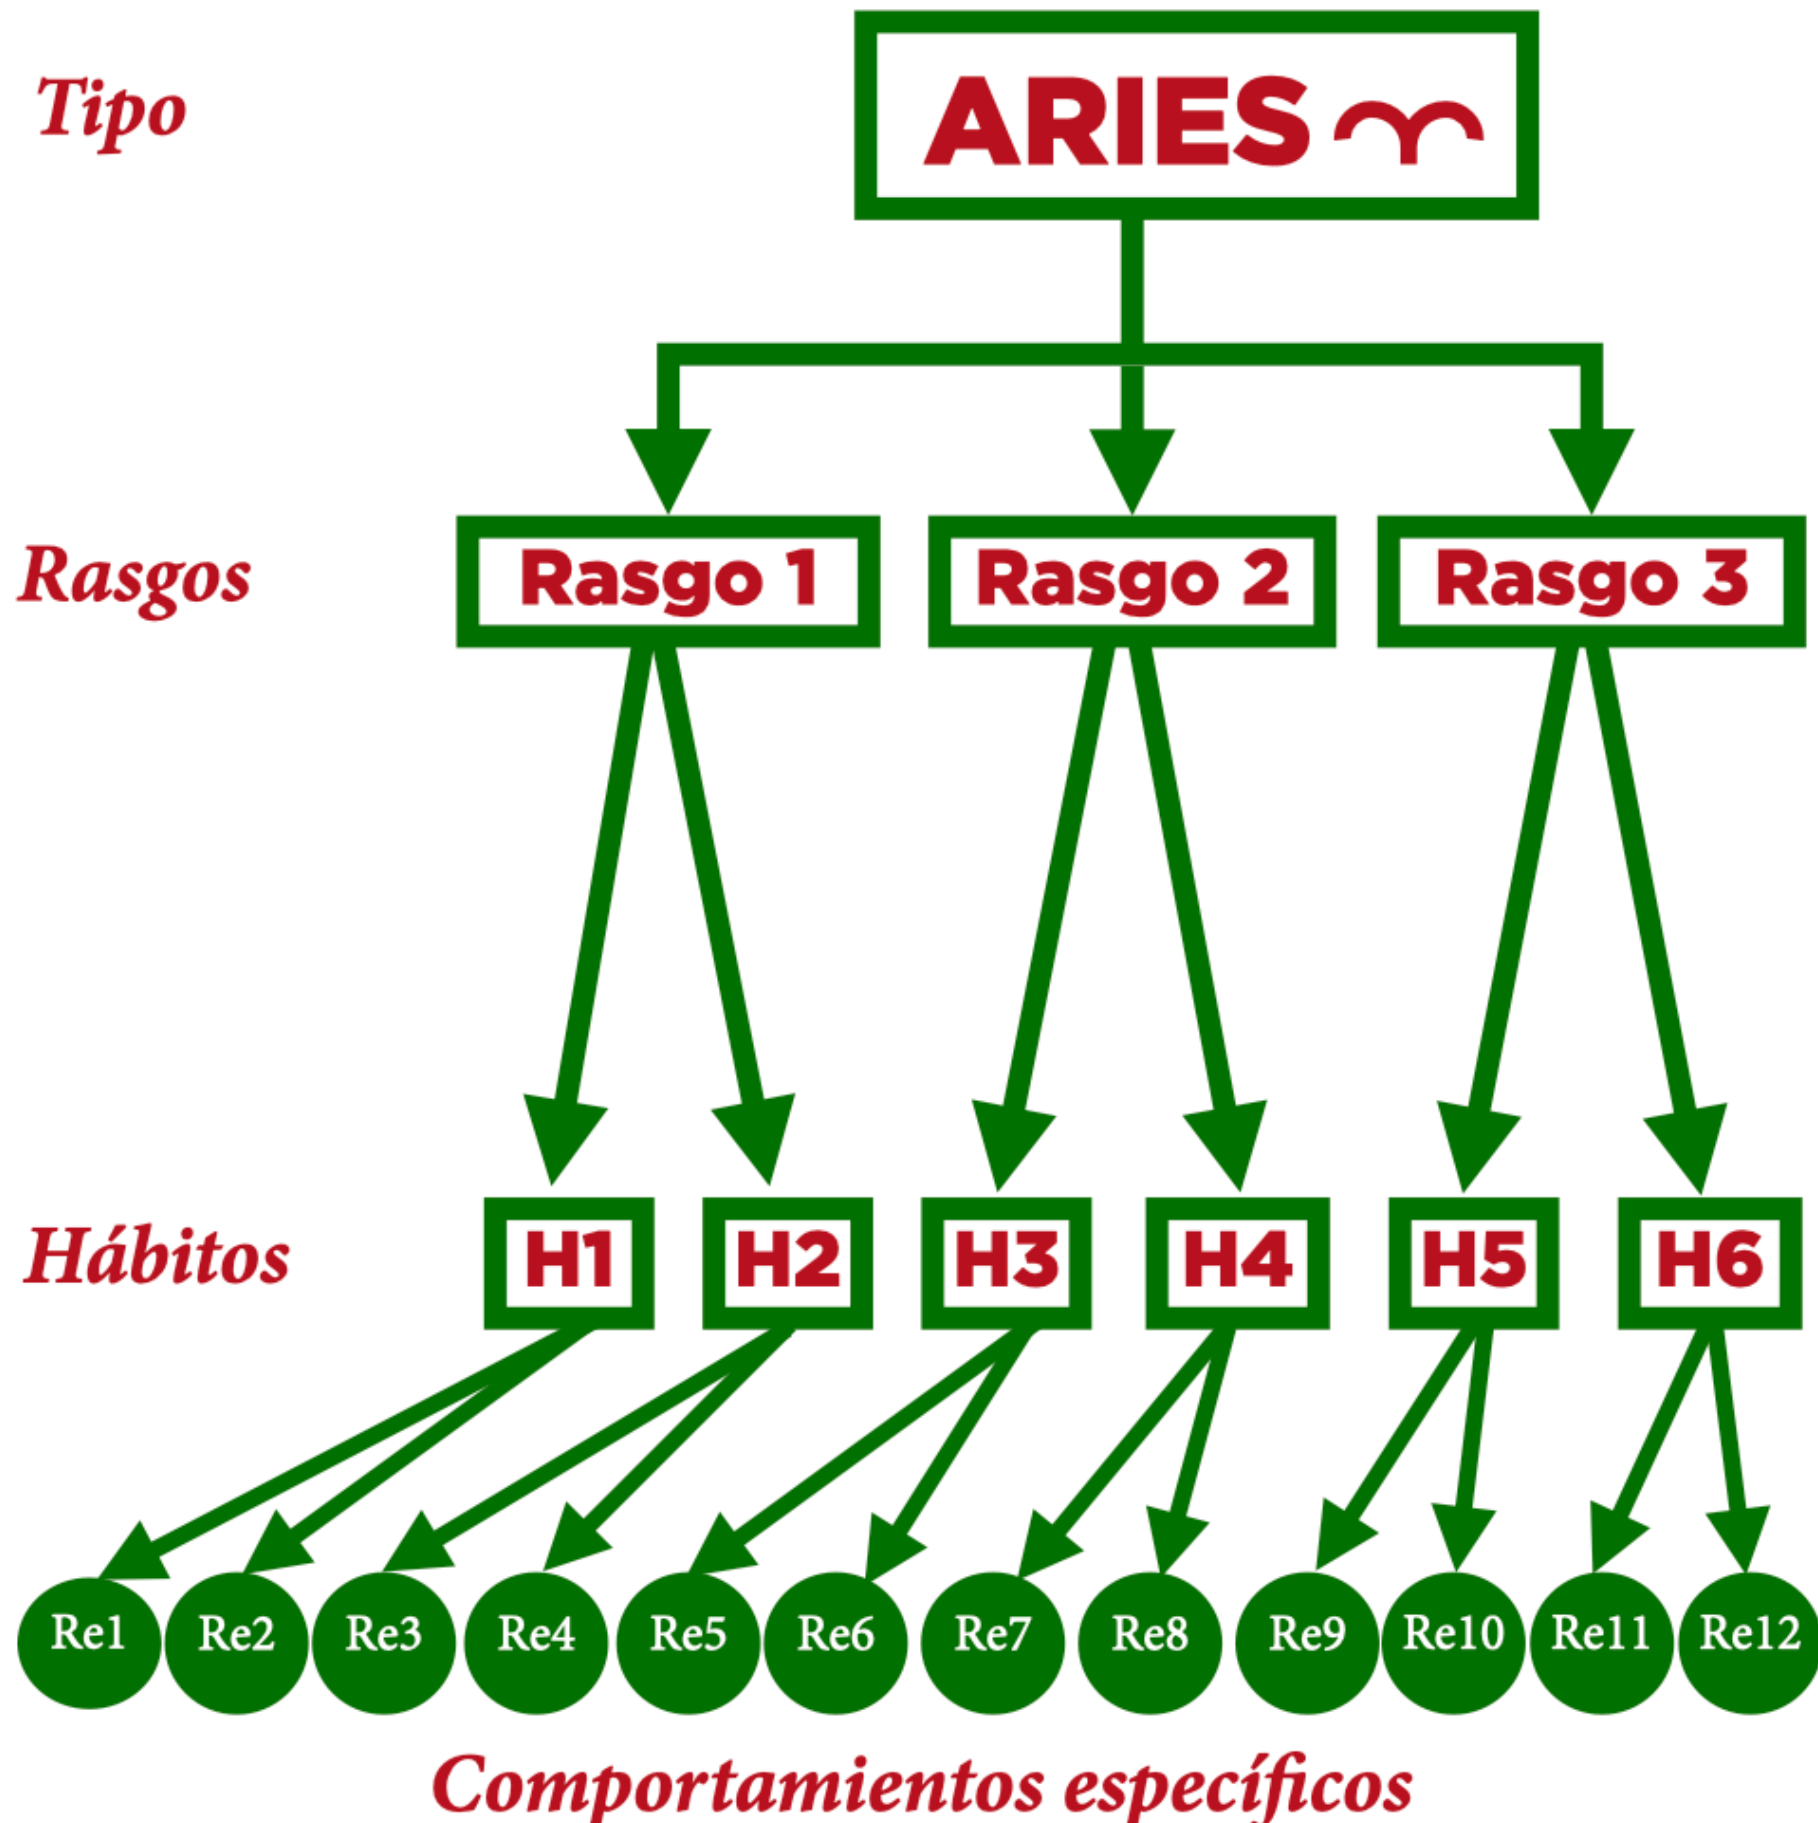 Tipo
ARIES
Rasgos
Rasgo 1
Rasgo 2
Rasgo 3
Hábitos
H1
H2
H3
H4
H5
H6
Re1
Re2
Re3
Re4
Re5
Re6
Re7
Re8
Re9
Re10
Re11
Re12
Comportamientos específicos